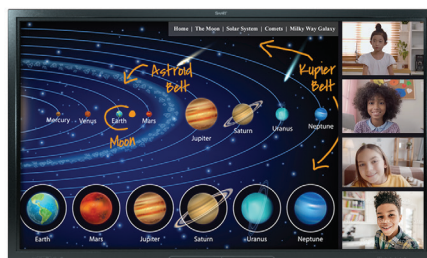 Home | The Moon | Solar System | Comets | Milky Way Galaxy
Astroid
Belt
Kupier
Belt
Mercury
Venus
Earth
Mars
Moon
Jupiter
Saturn
Uranus
Neptune
Earth
Mars
Jupiter
Saturn
Uranus
Neptune